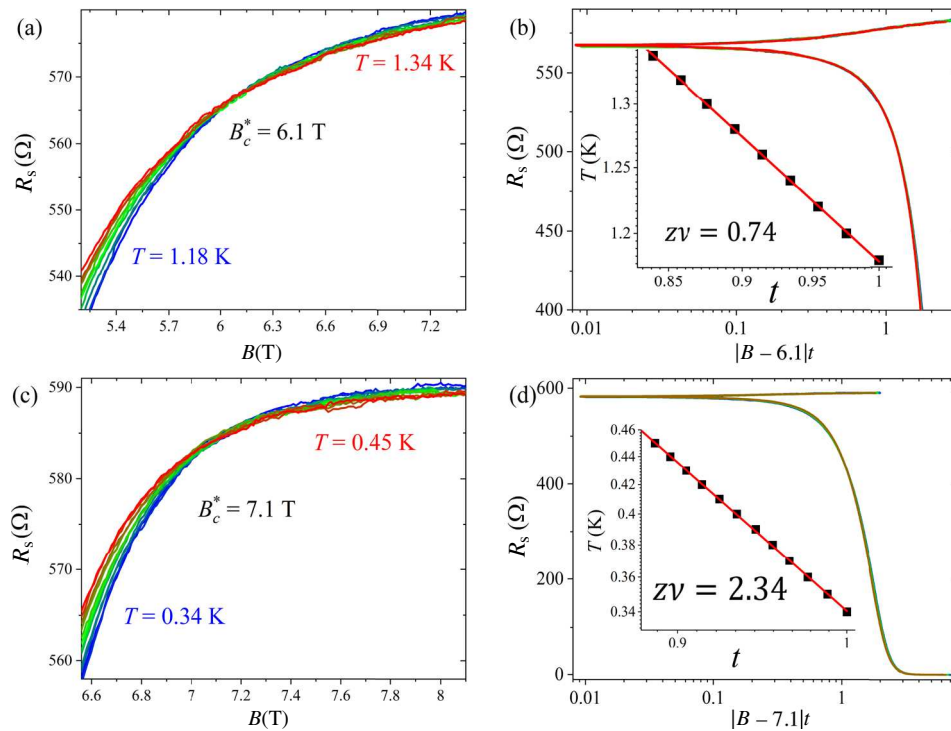 (a)
570
560
550
540
R_s(Ω)
T = 1.34 K
B_c^* = 6.1 T
T = 1.18 K
5.4 5.7 6 6.3 6.6 6.9 7.2
B(T)
(b)
550
500
450
400
R_s (Ω)
1.3
1.25
1.2
T (K)
zν = 0.74
0.85 0.9 0.95 1
t
0.01 0.1 1
|B − 6.1|t
(c)
590
580
570
560
R_s (Ω)
T = 0.45 K
B_c^* = 7.1 T
T = 0.34 K
6.6 6.8 7 7.2 7.4 7.6 7.8 8
B(T)
(d)
600
400
200
0
R_s (Ω)
0.46
0.44
0.42
0.4
0.38
0.36
0.34
T (K)
zν = 2.34
0.9 1
t
0.01 0.1 1
|B − 7.1|t